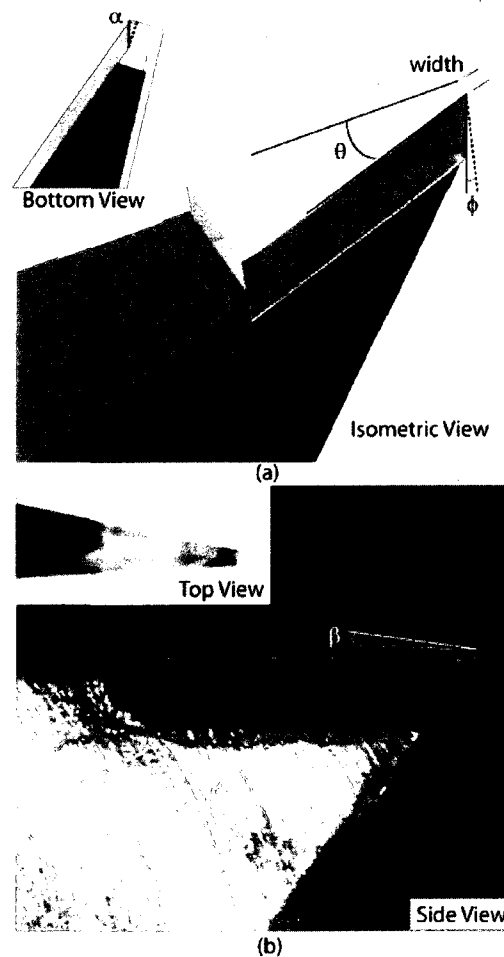 α
width
θ
Bottom View
ϕ
Isometric View
(a)
Top View
β
Side View
(b)